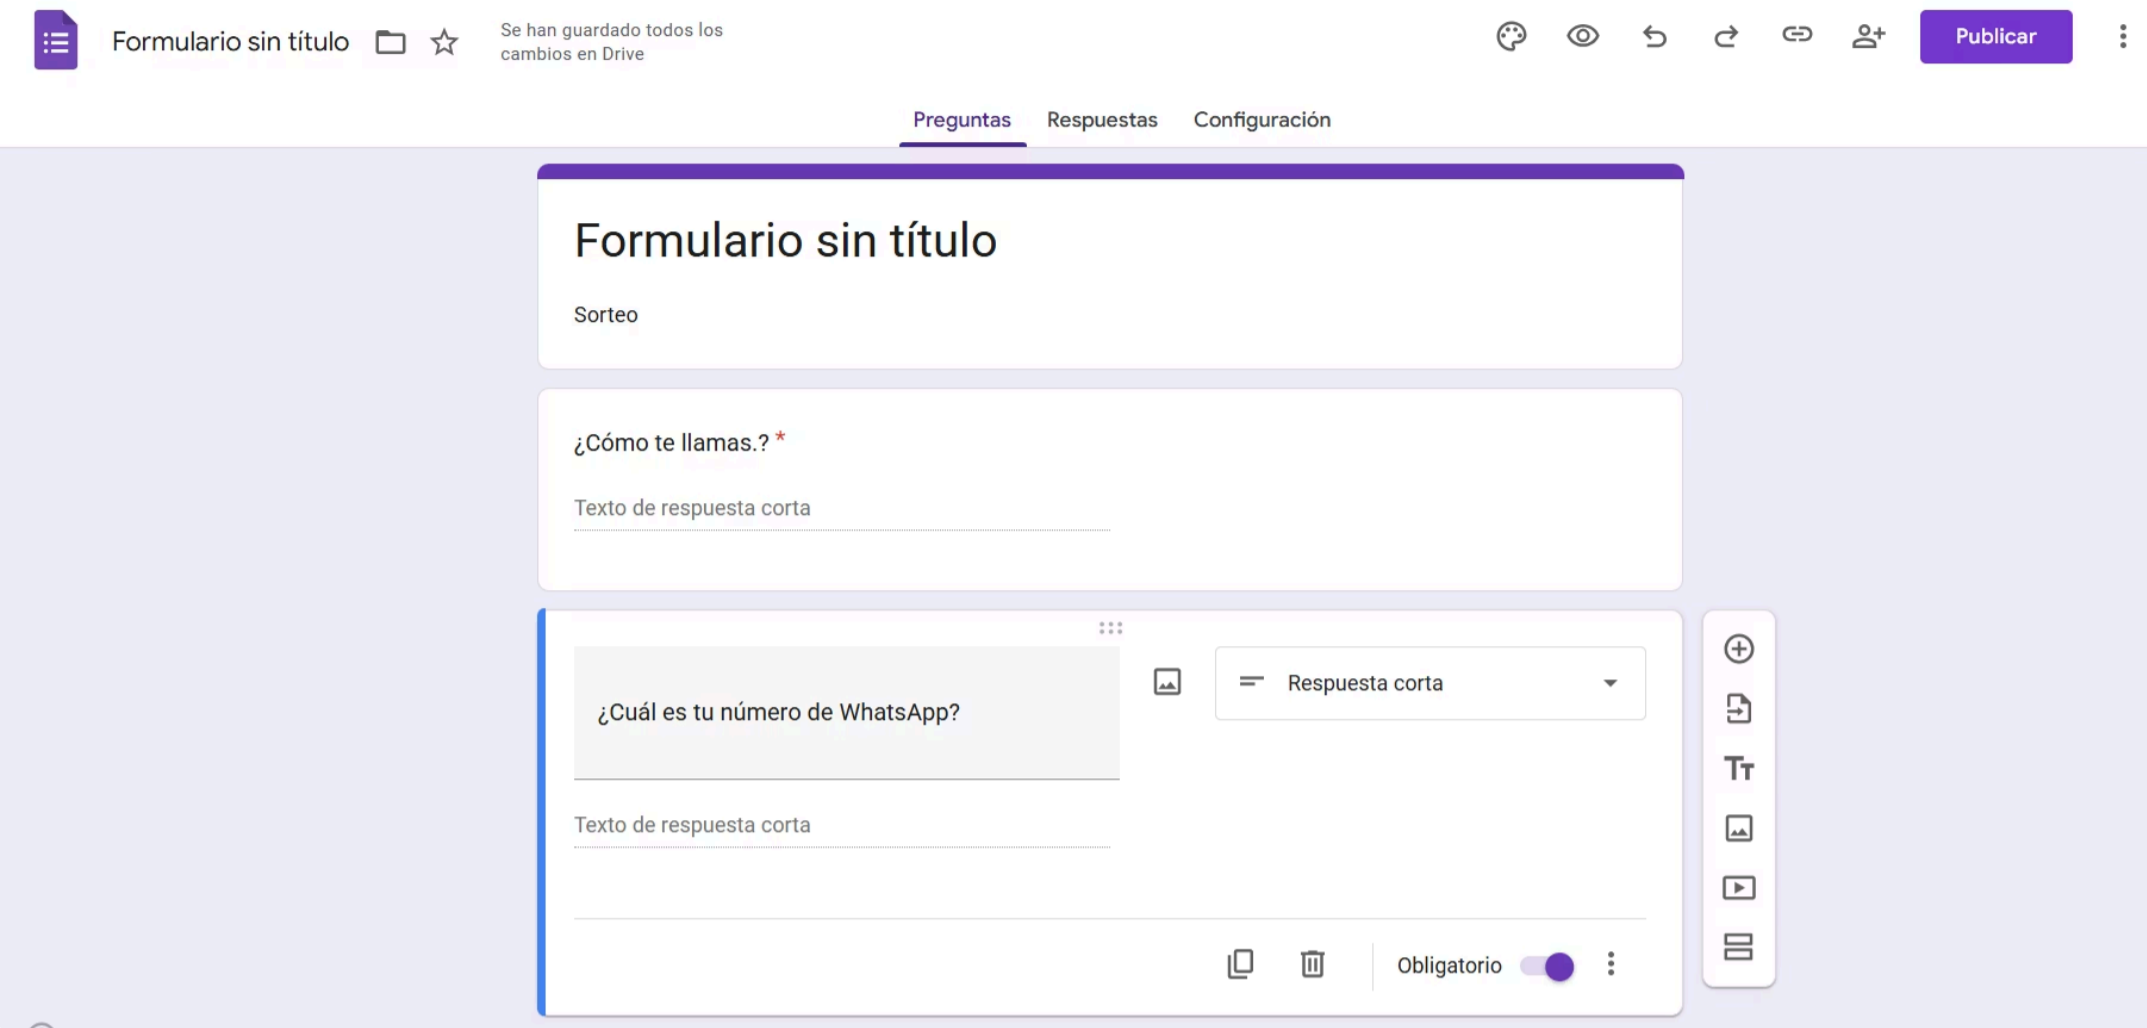 Formulario sin título
Se han guardado todos los
cambios en Drive
Publicar
Preguntas
Respuestas
Configuración
Formulario sin título
Sorteo
¿Cómo te llamas.? *
Texto de respuesta corta
¿Cuál es tu número de WhatsApp?
Respuesta corta
Texto de respuesta corta
Obligatorio